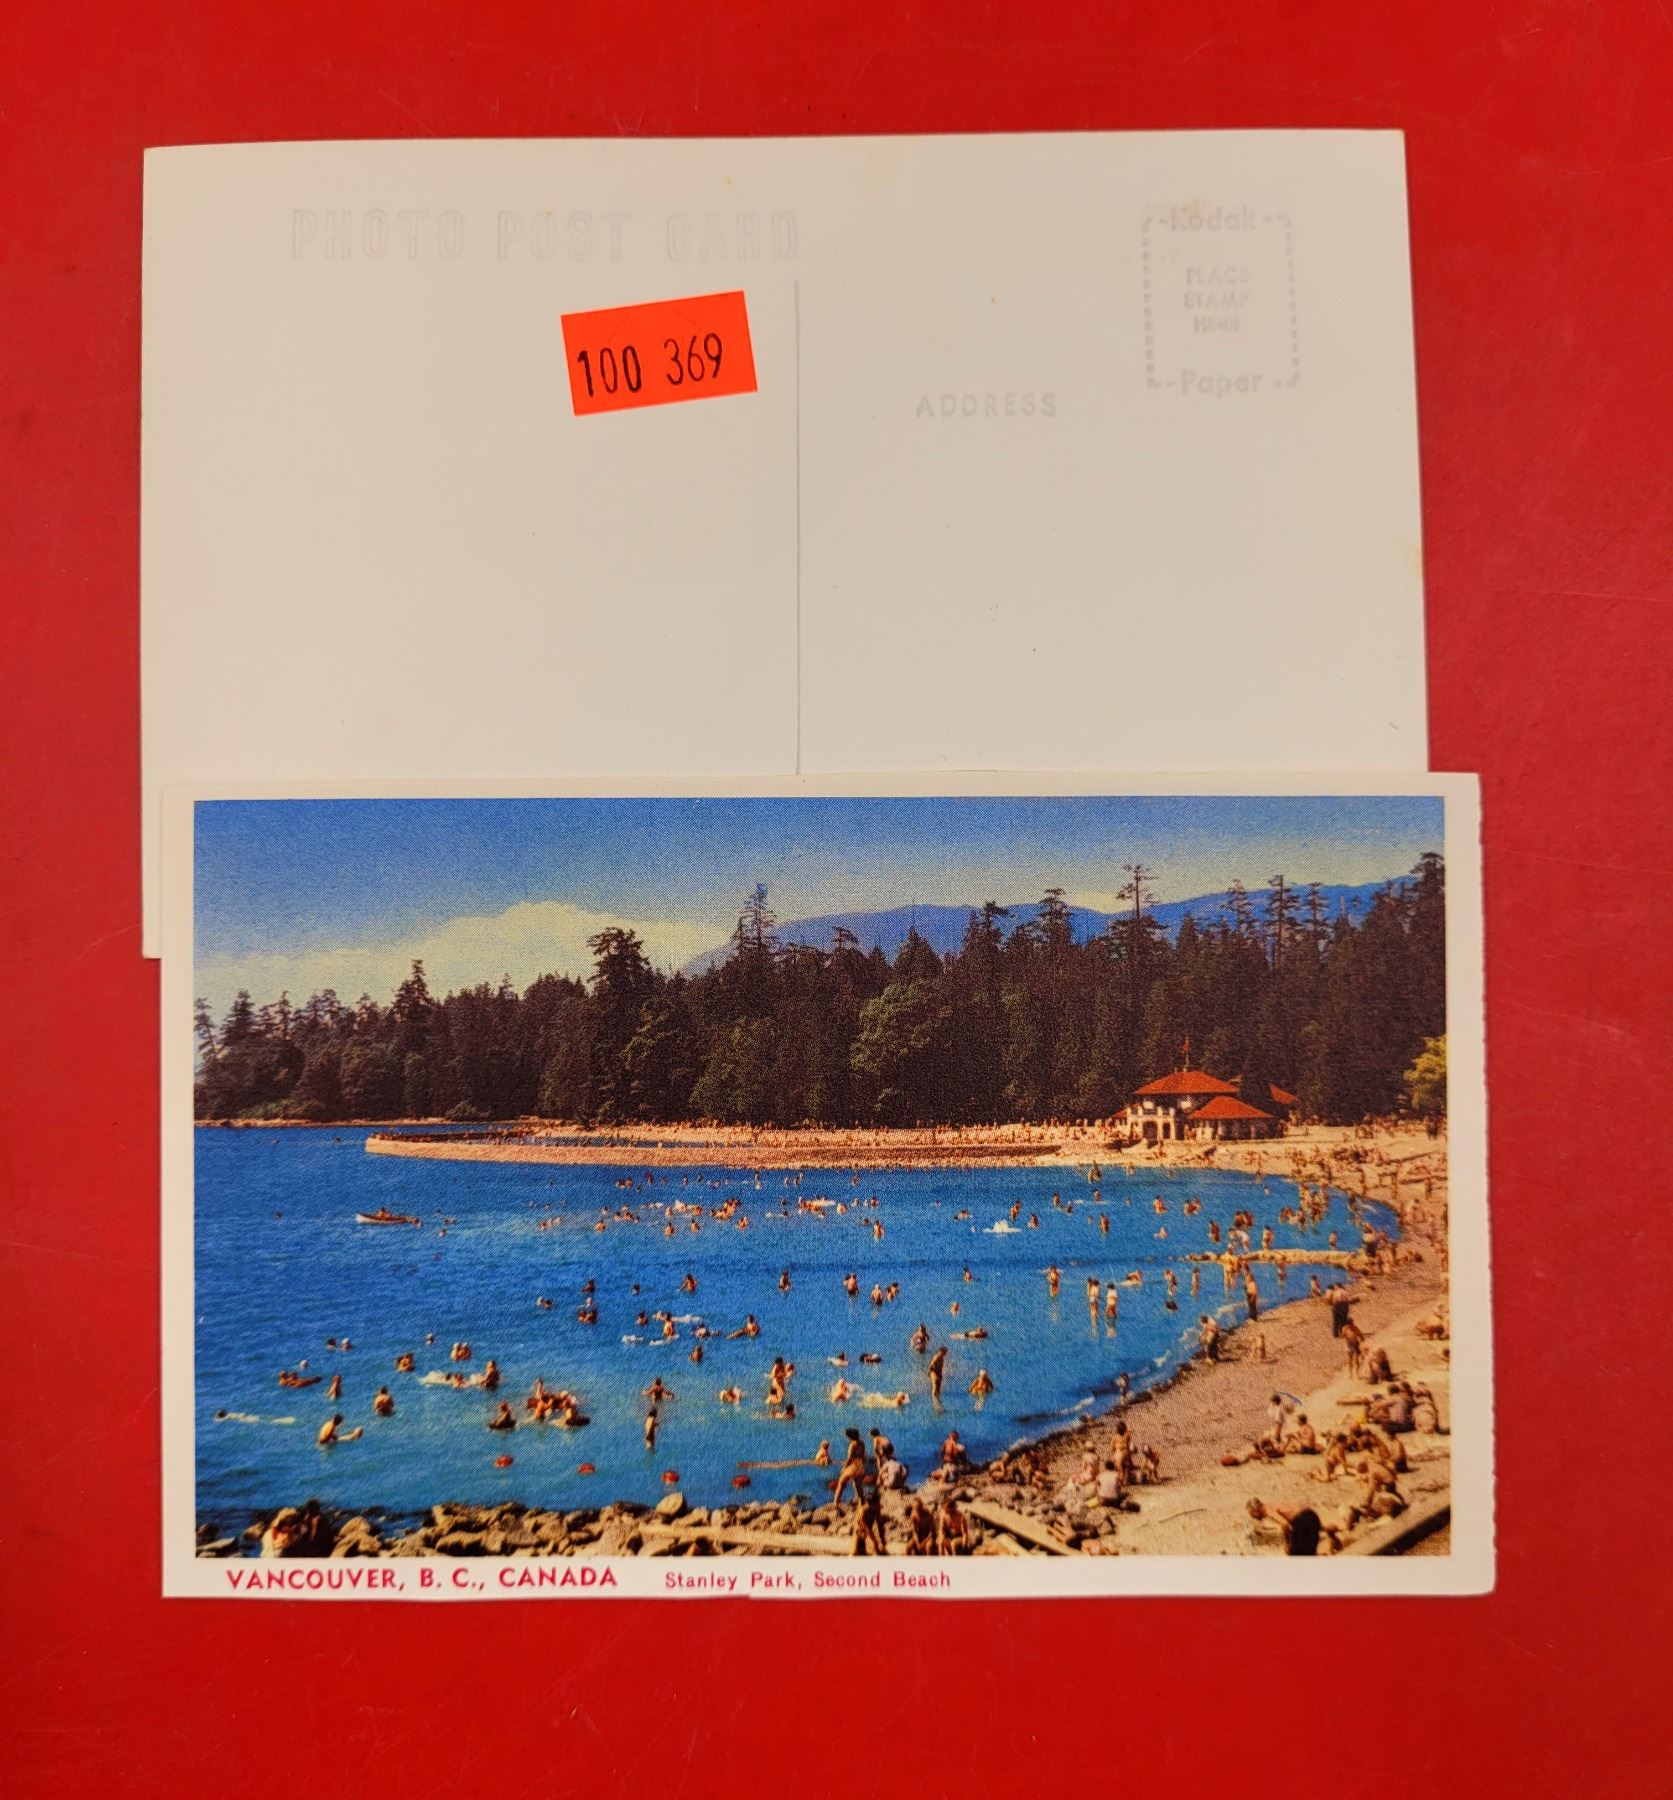 PHOTO POST CARD
Kodak
PLACE
STAMP
HERE
Paper
100 369
ADDRESS
VANCOUVER, B. C., CANADA Stanley Park, Second Beach